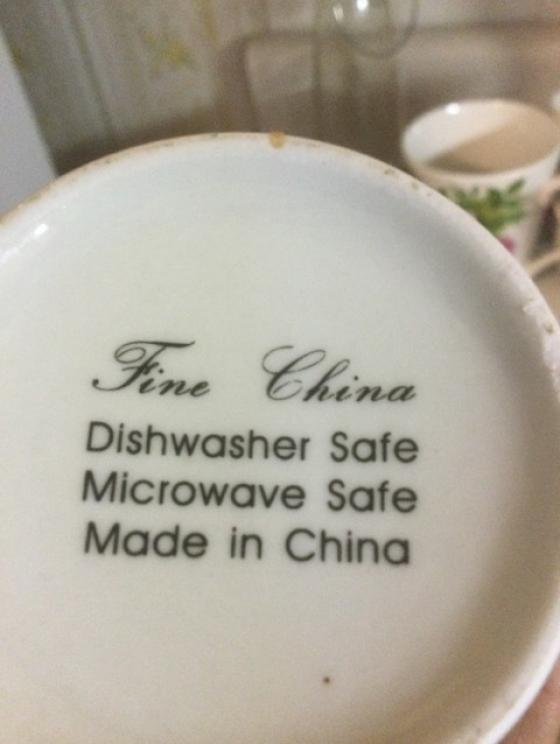 Fine China
Dishwasher Safe
Microwave Safe
Made in China